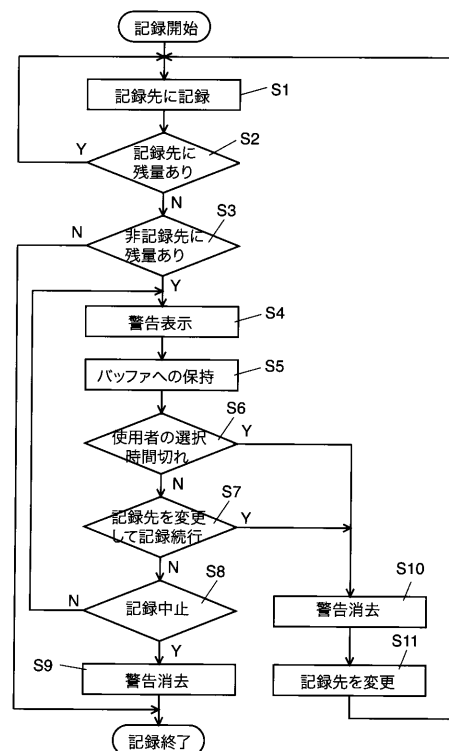 記録開始
記録先に記録
S1
S2
記録先に
残量あり
Y
N
S3
非記録先に
残量あり
N
Y
警告表示
S4
バッファへの保持
S5
S6
使用者の選択
時間切れ
Y
N
S7
記録先を変更
して記録続行
Y
N
S8
記録中止
N
Y
S9
警告消去
S10
警告消去
S11
記録先を変更
記録終了